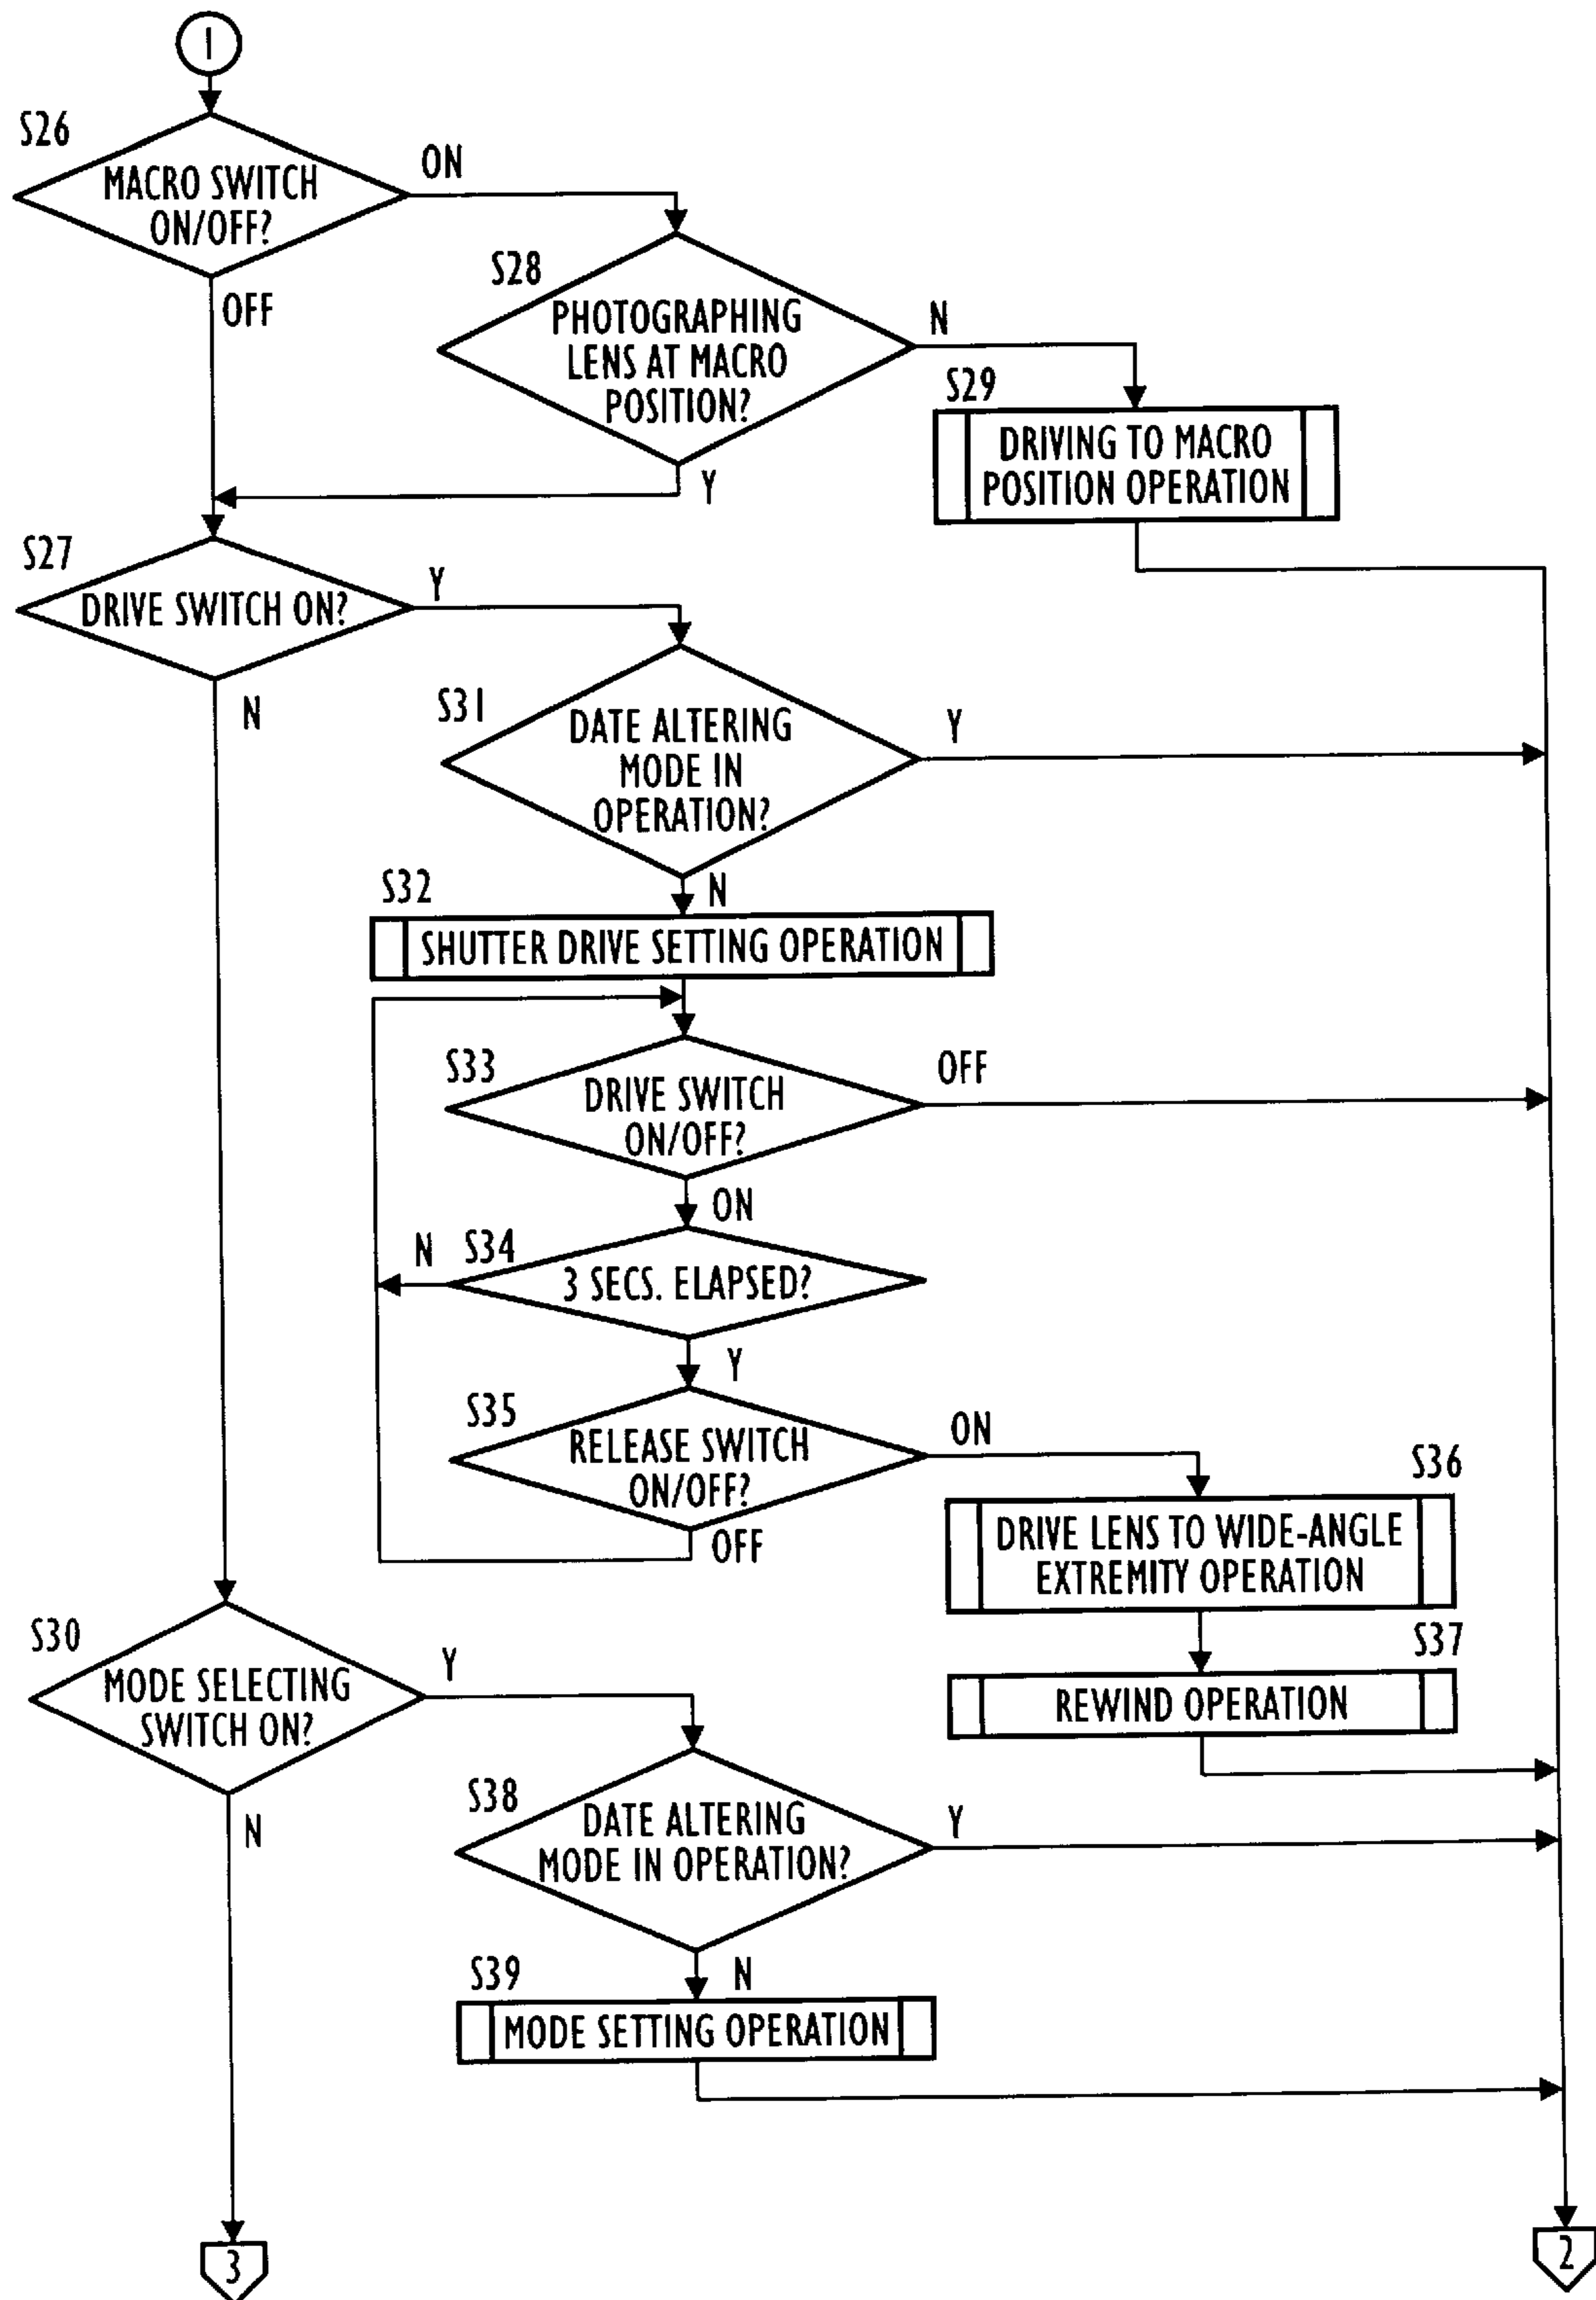 1
S26
MACRO SWITCH
ON/OFF?
ON
OFF
S28
PHOTOGRAPHING
LENS AT MACRO
POSITION?
N
Y
S29
DRIVING TO MACRO
POSITION OPERATION
S27
DRIVE SWITCH ON?
Y
N
S31
DATE ALTERING
MODE IN
OPERATION?
Y
N
S32
SHUTTER DRIVE SETTING OPERATION
S33
DRIVE SWITCH
ON/OFF?
OFF
ON
S34
3 SECS. ELAPSED?
N
Y
S35
RELEASE SWITCH
ON/OFF?
ON
OFF
S36
DRIVE LENS TO WIDE-ANGLE
EXTREMITY OPERATION
S37
REWIND OPERATION
S30
MODE SELECTING
SWITCH ON?
Y
N
S38
DATE ALTERING
MODE IN OPERATION?
Y
N
S39
MODE SETTING OPERATION
3
2